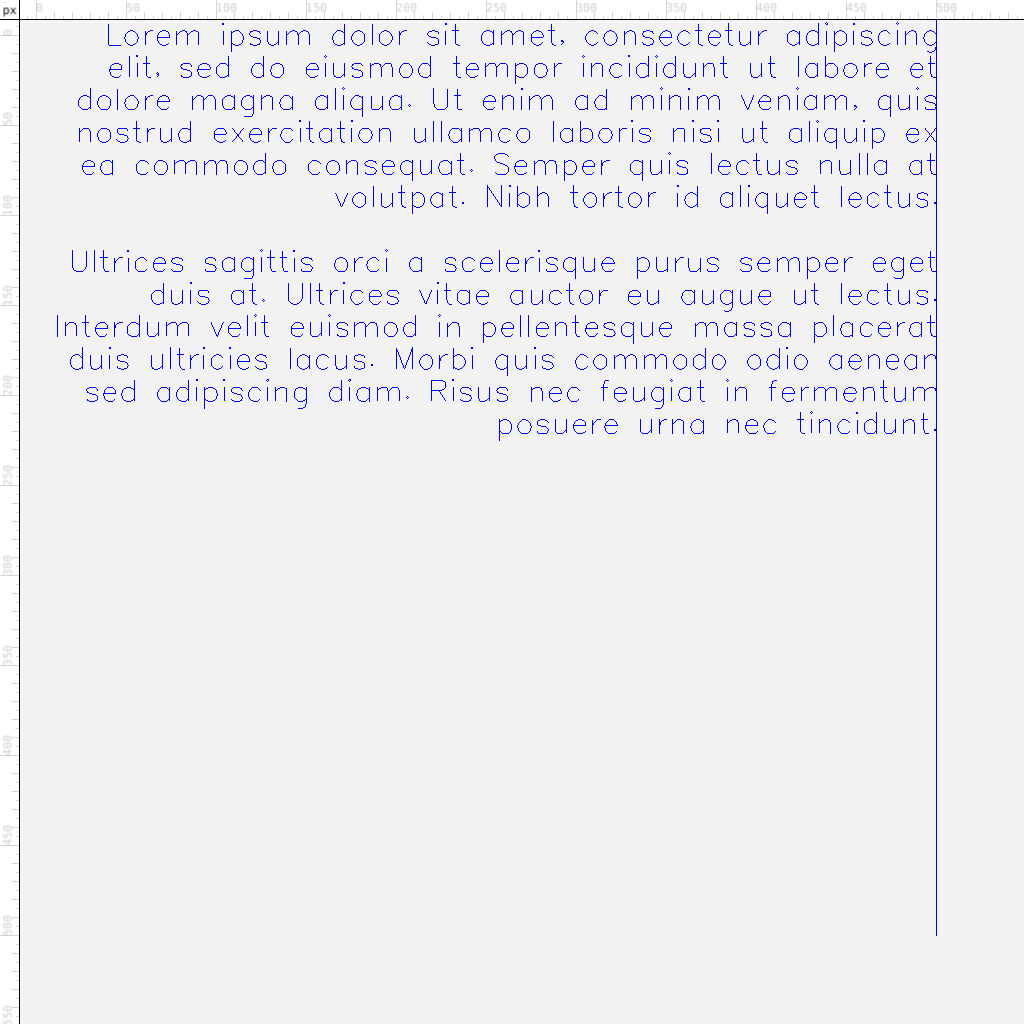 px
0 50 100 150 200 250 300 350 400 450 500
0
50
100
150
200
250
300
350
400
450
500
550
Lorem ipsum dolor sit amet, consectetur adipiscing
elit, sed do eiusmod tempor incididunt ut labore et
dolore magna aliqua. Ut enim ad minim veniam, quis
nostrud exercitation ullamco laboris nisi ut aliquip ex
ea commodo consequat. Semper quis lectus nulla at
volutpat. Nibh tortor id aliquet lectus.
Ultrices sagittis orci a scelerisque purus semper eget
duis at. Ultrices vitae auctor eu augue ut lectus.
Interdum velit euismod in pellentesque massa placerat
duis ultricies lacus. Morbi quis commodo odio aenean
sed adipiscing diam. Risus nec feugiat in fermentum
posuere urna nec tincidunt.